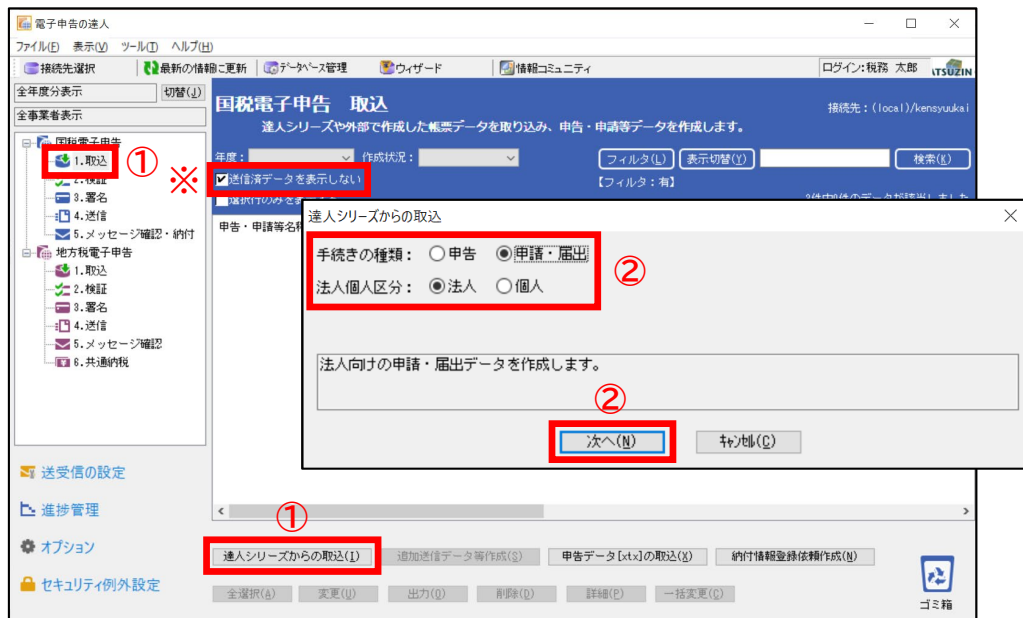 電子申告の達人
ファイル(F) 表示(V) ツール(T) ヘルプ(H)
接続先選択 最新の情報に更新 データベース管理 ウィザード 情報コミュニティ ログイン:税務 太郎 TATSUZIN
全年度分表示 切替(J)
全事業者表示
国税電子申告 取込
接続先:(local)/kensyuukai
達人シリーズや外部で作成した帳票データを取り込み、申告・申請等データを作成します。
国税電子申告
1.取込
①
2.検証
3.署名
4.送信
5.メッセージ確認・納付
地方税電子申告
1.取込
2.検証
3.署名
4.送信
5.メッセージ確認
6.共通納税
年度: 作成状況: フィルタ(L) 表示切替(Y) 検索(K)
※
送信済データを表示しない 【フィルタ:有】
申告・申請等名称
達人シリーズからの取込
手続きの種類: 申告 申請・届出
②
法人個人区分: 法人 個人
法人向けの申請・届出データを作成します。
②
次へ(N) キャンセル(C)
送受信の設定
進捗管理
オプション
セキュリティ例外設定
①
達人シリーズからの取込(I) 追加送信データ等作成(S) 申告データ[xtx]の取込(X) 納付情報登録依頼作成(N)
全選択(A) 変更(U) 出力(O) 削除(D) 詳細(P) 一括変更(C)
ゴミ箱